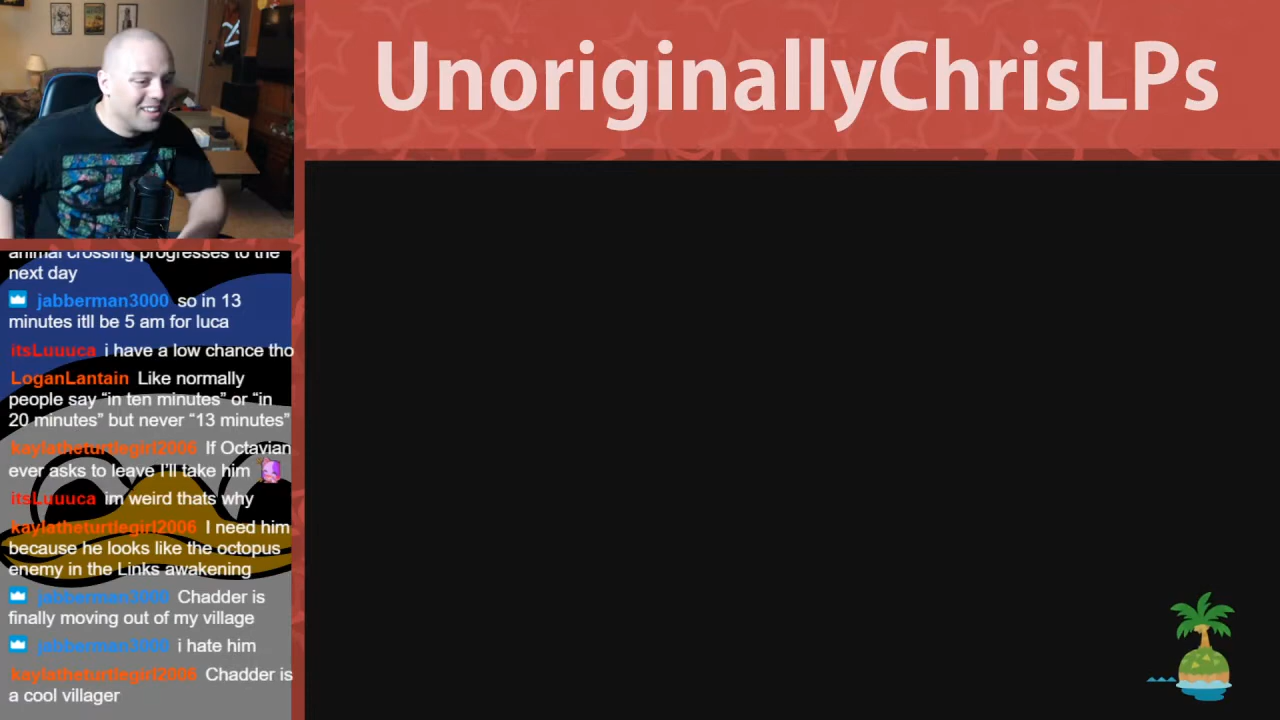 UnoriginallyChrisLPs
animal crossing progresses to the
next day
jabberman3000 so in 13
minutes itll be 5 am for luca
itsLuuuca i have a low chance tho
LoganLantain Like normally
people say “in ten minutes” or “in
20 minutes” but never “13 minutes”
kaylatheturtlegirl2006 If Octavian
ever asks to leave I’ll take him
itsLuuuca im weird thats why
kaylatheturtlegirl2006 I need him
because he looks like the octopus
enemy in the Links awakening
jabberman3000 Chadder is
finally moving out of my village
jabberman3000 i hate him
kaylatheturtlegirl2006 Chadder is
a cool villager